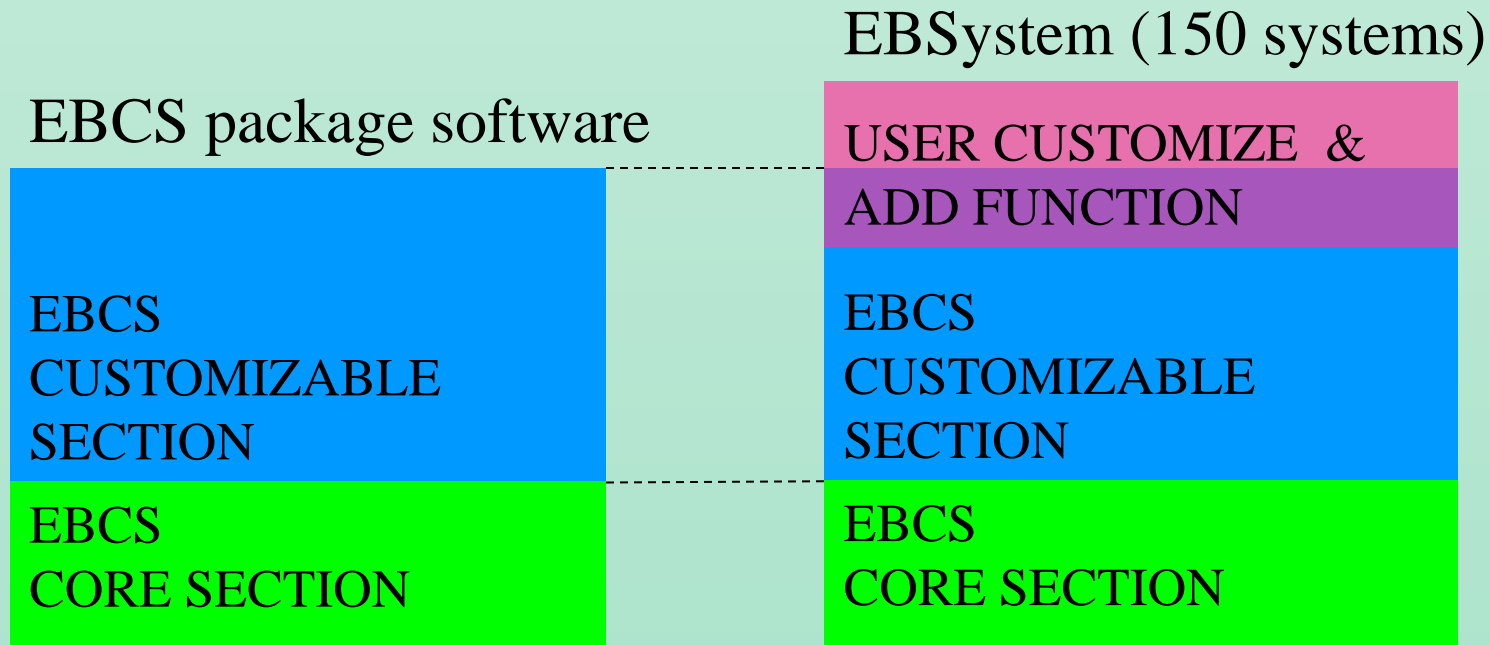 EBCS package software
EBCS
CUSTOMIZABLE
SECTION
EBCS
CORE SECTION
EBSystem (150 systems)
USER CUSTOMIZE &
ADD FUNCTION
EBCS
CUSTOMIZABLE
SECTION
EBCS
CORE SECTION